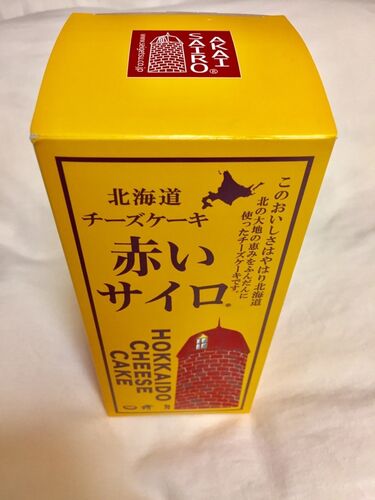 AKAI
SAIRO®
北海道
チーズケーキ
赤い
サイロ®
このおいしさはやはり北海道
北の大地の恵みをふんだんに
使ったチーズケーキです。
HOKKAIDO
CHEESE
CAKE